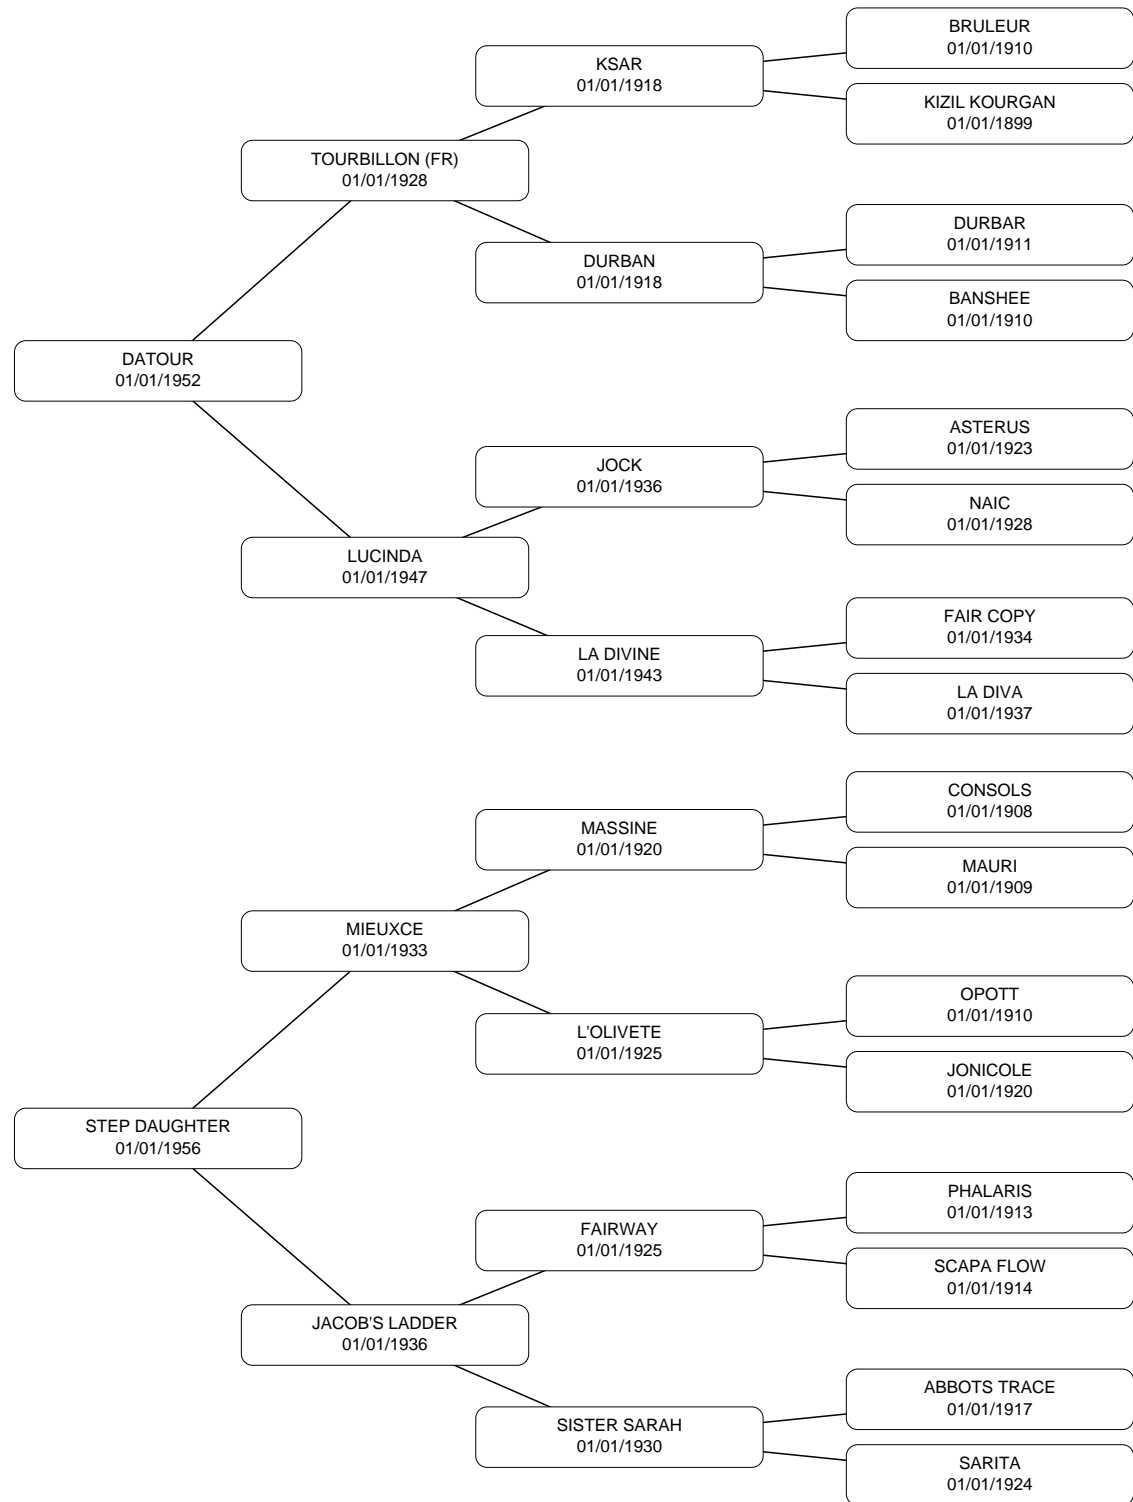 BRULEUR
01/01/1910
KSAR
01/01/1918
KIZIL KOURGAN
01/01/1899
TOURBILLON (FR)
01/01/1928
DURBAR
01/01/1911
DURBAN
01/01/1918
BANSHEE
01/01/1910
DATOUR
01/01/1952
ASTERUS
01/01/1923
JOCK
01/01/1936
NAIC
01/01/1928
LUCINDA
01/01/1947
FAIR COPY
01/01/1934
LA DIVINE
01/01/1943
LA DIVA
01/01/1937
CONSOLS
01/01/1908
MASSINE
01/01/1920
MAURI
01/01/1909
MIEUXCE
01/01/1933
OPOTT
01/01/1910
L'OLIVETE
01/01/1925
JONICOLE
01/01/1920
STEP DAUGHTER
01/01/1956
PHALARIS
01/01/1913
FAIRWAY
01/01/1925
SCAPA FLOW
01/01/1914
JACOB'S LADDER
01/01/1936
ABBOTS TRACE
01/01/1917
SISTER SARAH
01/01/1930
SARITA
01/01/1924